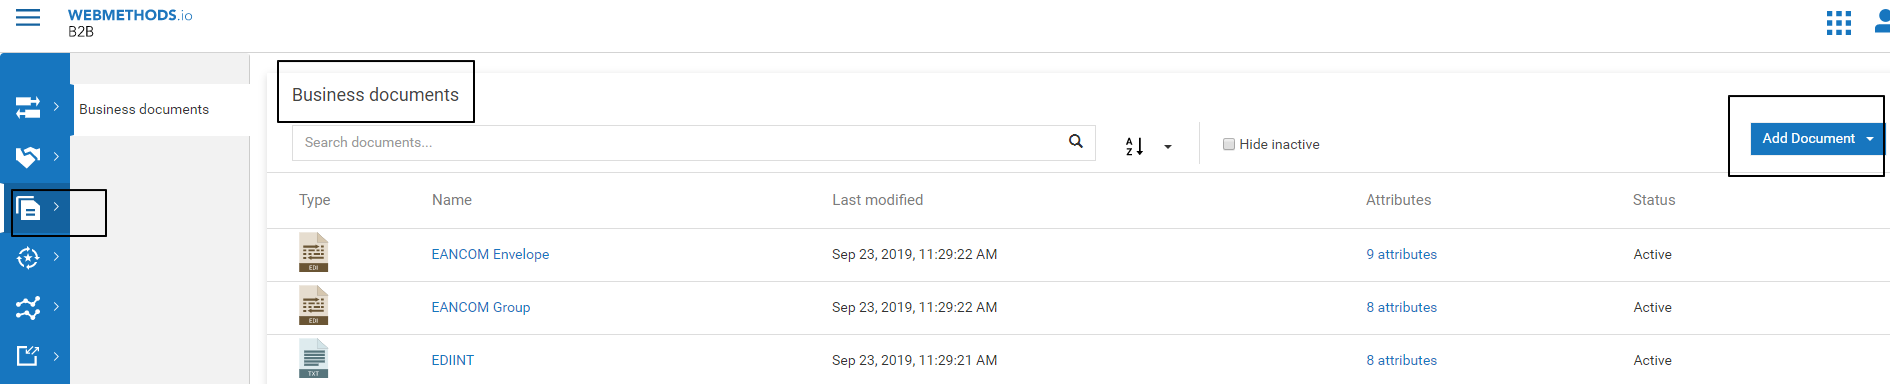 WEBMETHODS.io
B2B
Business documents
Business documents
Search documents...
A
Z
Hide inactive
Add Document
Type Name Last modified Attributes Status
EDI EANCOM Envelope Sep 23, 2019, 11:29:22 AM 9 attributes Active
EDI EANCOM Group Sep 23, 2019, 11:29:22 AM 8 attributes Active
TXT EDIINT Sep 23, 2019, 11:29:21 AM 8 attributes Active